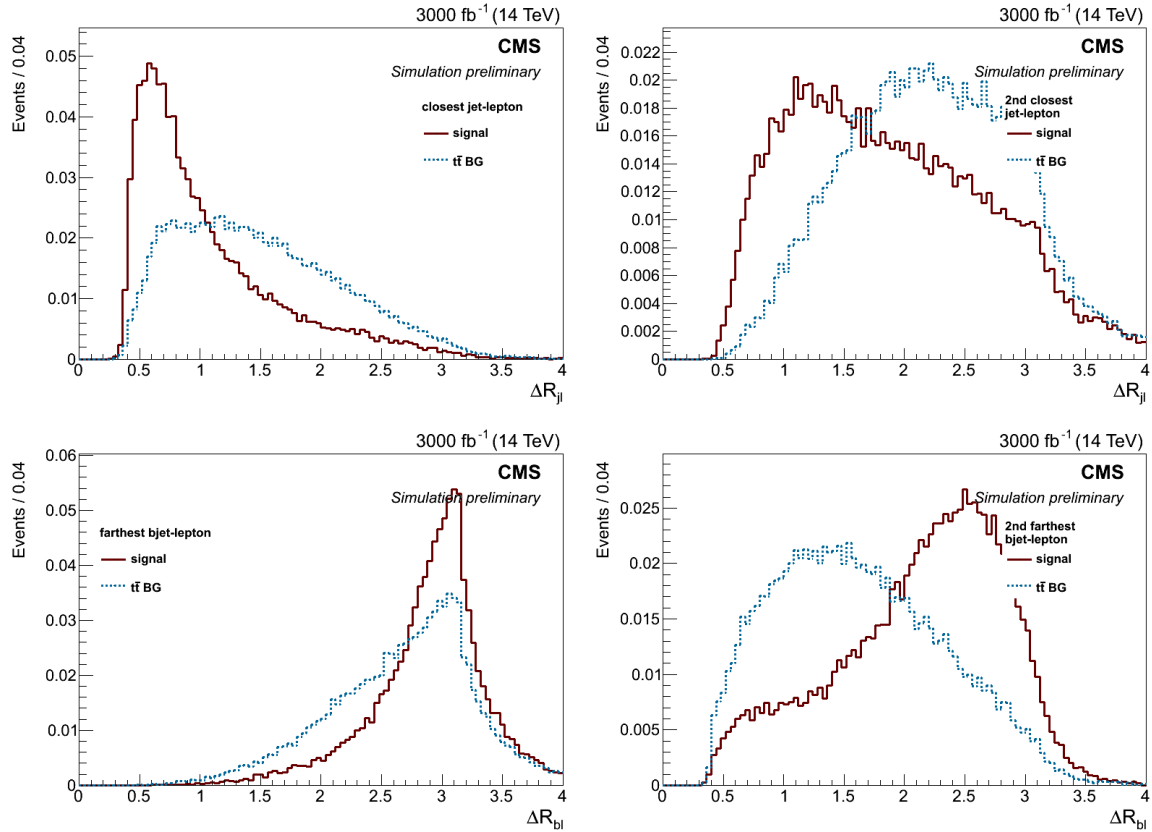 3000 fb⁻¹ (14 TeV)
Events / 0.04
0.05
0.04
0.03
0.02
0.01
0
CMS
Simulation preliminary
closest jet-lepton
signal
tt̄ BG
0 0.5 1 1.5 2 2.5 3 3.5 4
ΔR_jl
3000 fb⁻¹ (14 TeV)
Events / 0.04
0.022
0.02
0.018
0.016
0.014
0.012
0.01
0.008
0.006
0.004
0.002
0
CMS
Simulation preliminary
2nd closest
jet-lepton
signal
tt̄ BG
0 0.5 1 1.5 2 2.5 3 3.5 4
ΔR_jl
3000 fb⁻¹ (14 TeV)
Events / 0.04
0.06
0.05
0.04
0.03
0.02
0.01
0
CMS
Simulation preliminary
farthest bjet-lepton
signal
tt̄ BG
0 0.5 1 1.5 2 2.5 3 3.5 4
ΔR_bl
3000 fb⁻¹ (14 TeV)
Events / 0.04
0.025
0.02
0.015
0.01
0.005
0
CMS
Simulation preliminary
2nd farthest
bjet-lepton
signal
tt̄ BG
0 0.5 1 1.5 2 2.5 3 3.5 4
ΔR_bl